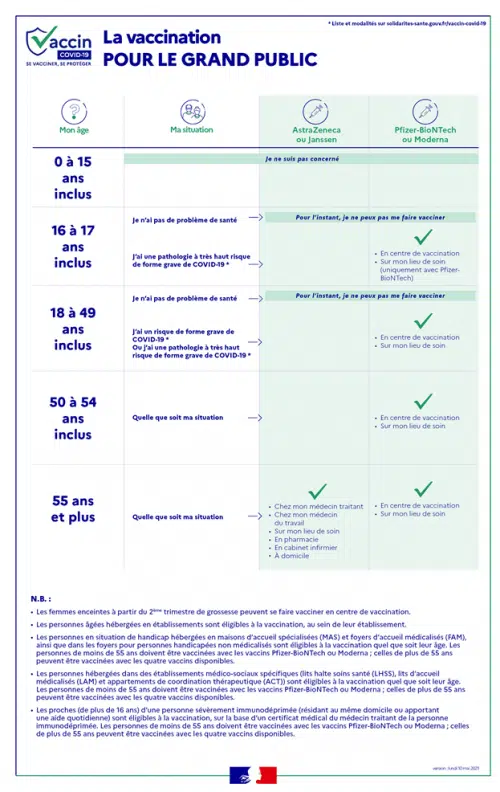 * Liste et modalités sur solidarites-sante.gouv.fr/vaccin-covid-19
Vaccin
COVID-19
SE VACCINER, SE PROTÉGER
La vaccination
POUR LE GRAND PUBLIC
Mon âge
Ma situation
AstraZeneca
ou Janssen
Pfizer-BioNTech
ou Moderna
0 à 15
ans
inclus
Je ne suis pas concerné
16 à 17
ans
inclus
Je n'ai pas de problème de santé
Pour l'instant, je ne peux pas me faire vacciner
J'ai une pathologie à très haut risque
de forme grave de COVID-19 *
• En centre de vaccination
• Sur mon lieu de soin
(uniquement avec Pfizer-
BioNTech)
18 à 49
ans
inclus
Je n'ai pas de problème de santé
Pour l'instant, je ne peux pas me faire vacciner
J'ai un risque de forme grave de
COVID-19 *
Ou j'ai une pathologie à très haut
risque de forme grave de COVID-19 *
• En centre de vaccination
• Sur mon lieu de soin
50 à 54
ans
inclus
Quelle que soit ma situation
• En centre de vaccination
• Sur mon lieu de soin
55 ans
et plus
Quelle que soit ma situation
• Chez mon médecin traitant
• Chez mon médecin
du travail
• Sur mon lieu de soin
• En pharmacie
• En cabinet infirmier
• À domicile
• En centre de vaccination
• Sur mon lieu de soin
N.B. :
• Les femmes enceintes à partir du 2ème trimestre de grossesse peuvent se faire vacciner en centre de vaccination.
• Les personnes âgées hébergées en établissements sont éligibles à la vaccination, au sein de leur établissement.
• Les personnes en situation de handicap hébergées en maisons d'accueil spécialisées (MAS) et foyers d'accueil médicalisés (FAM),
ainsi que dans les foyers pour personnes handicapées non médicalisés sont éligibles à la vaccination quel que soit leur âge. Les
personnes de moins de 55 ans doivent être vaccinées avec les vaccins Pfizer-BioNTech ou Moderna ; celles de plus de 55 ans
peuvent être vaccinées avec les quatre vaccins disponibles.
• Les personnes hébergées dans des établissements médico-sociaux spécifiques (lits halte soins santé (LHSS), lits d'accueil
médicalisés (LAM) et appartements de coordination thérapeutique (ACT)) sont éligibles à la vaccination quel que soit leur âge.
Les personnes de moins de 55 ans doivent être vaccinées avec les vaccins Pfizer-BioNTech ou Moderna ; celles de plus de 55 ans
peuvent être vaccinées avec les quatre vaccins disponibles.
• Les proches (de plus de 16 ans) d'une personne sévèrement immunodéprimée (résidant au même domicile ou apportant
une aide quotidienne) sont éligibles à la vaccination, sur la base d'un certificat médical du médecin traitant de la personne
immunodéprimée. Les personnes de moins de 55 ans doivent être vaccinées avec les vaccins Pfizer-BioNTech ou Moderna ; celles
de plus de 55 ans peuvent être vaccinées avec les quatre vaccins disponibles.
version : lundi 10 mai 2021